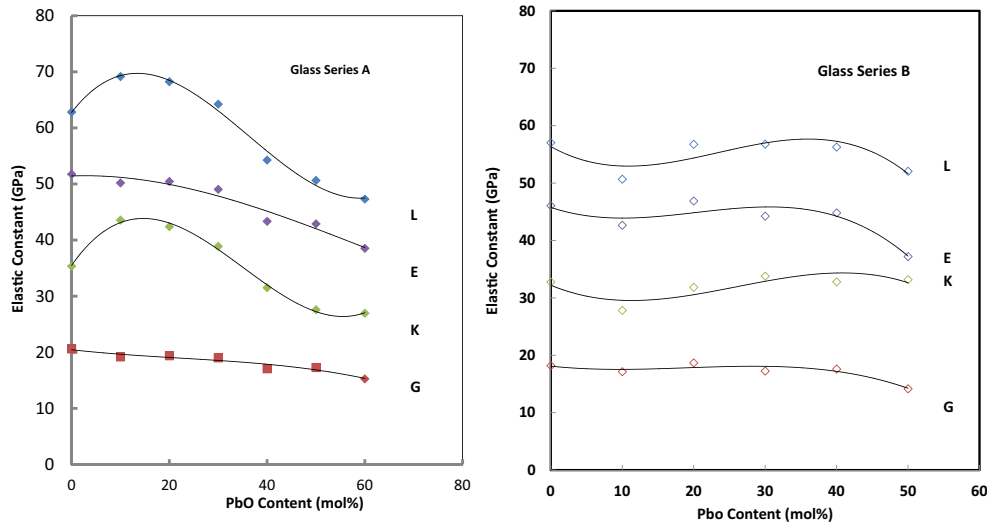 80
70
60
50
40
30
20
10
0
Elastic Constant (GPa)
Glass Series A
L
E
K
G
0 20 40 60 80
PbO Content (mol%)
80
70
60
50
40
30
20
10
0
Elastic Constant (GPa)
Glass Series B
L
E
K
G
0 10 20 30 40 50 60
Pbo Content (mol%)